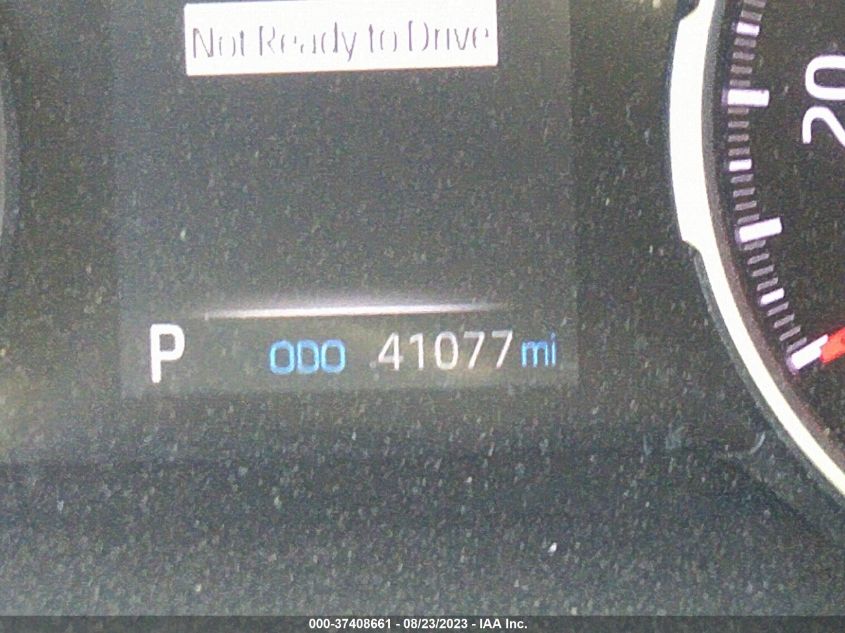 Not Ready to Drive
20
P ODO 41077 mi
000-37408661 - 08/23/2023 - IAA Inc.